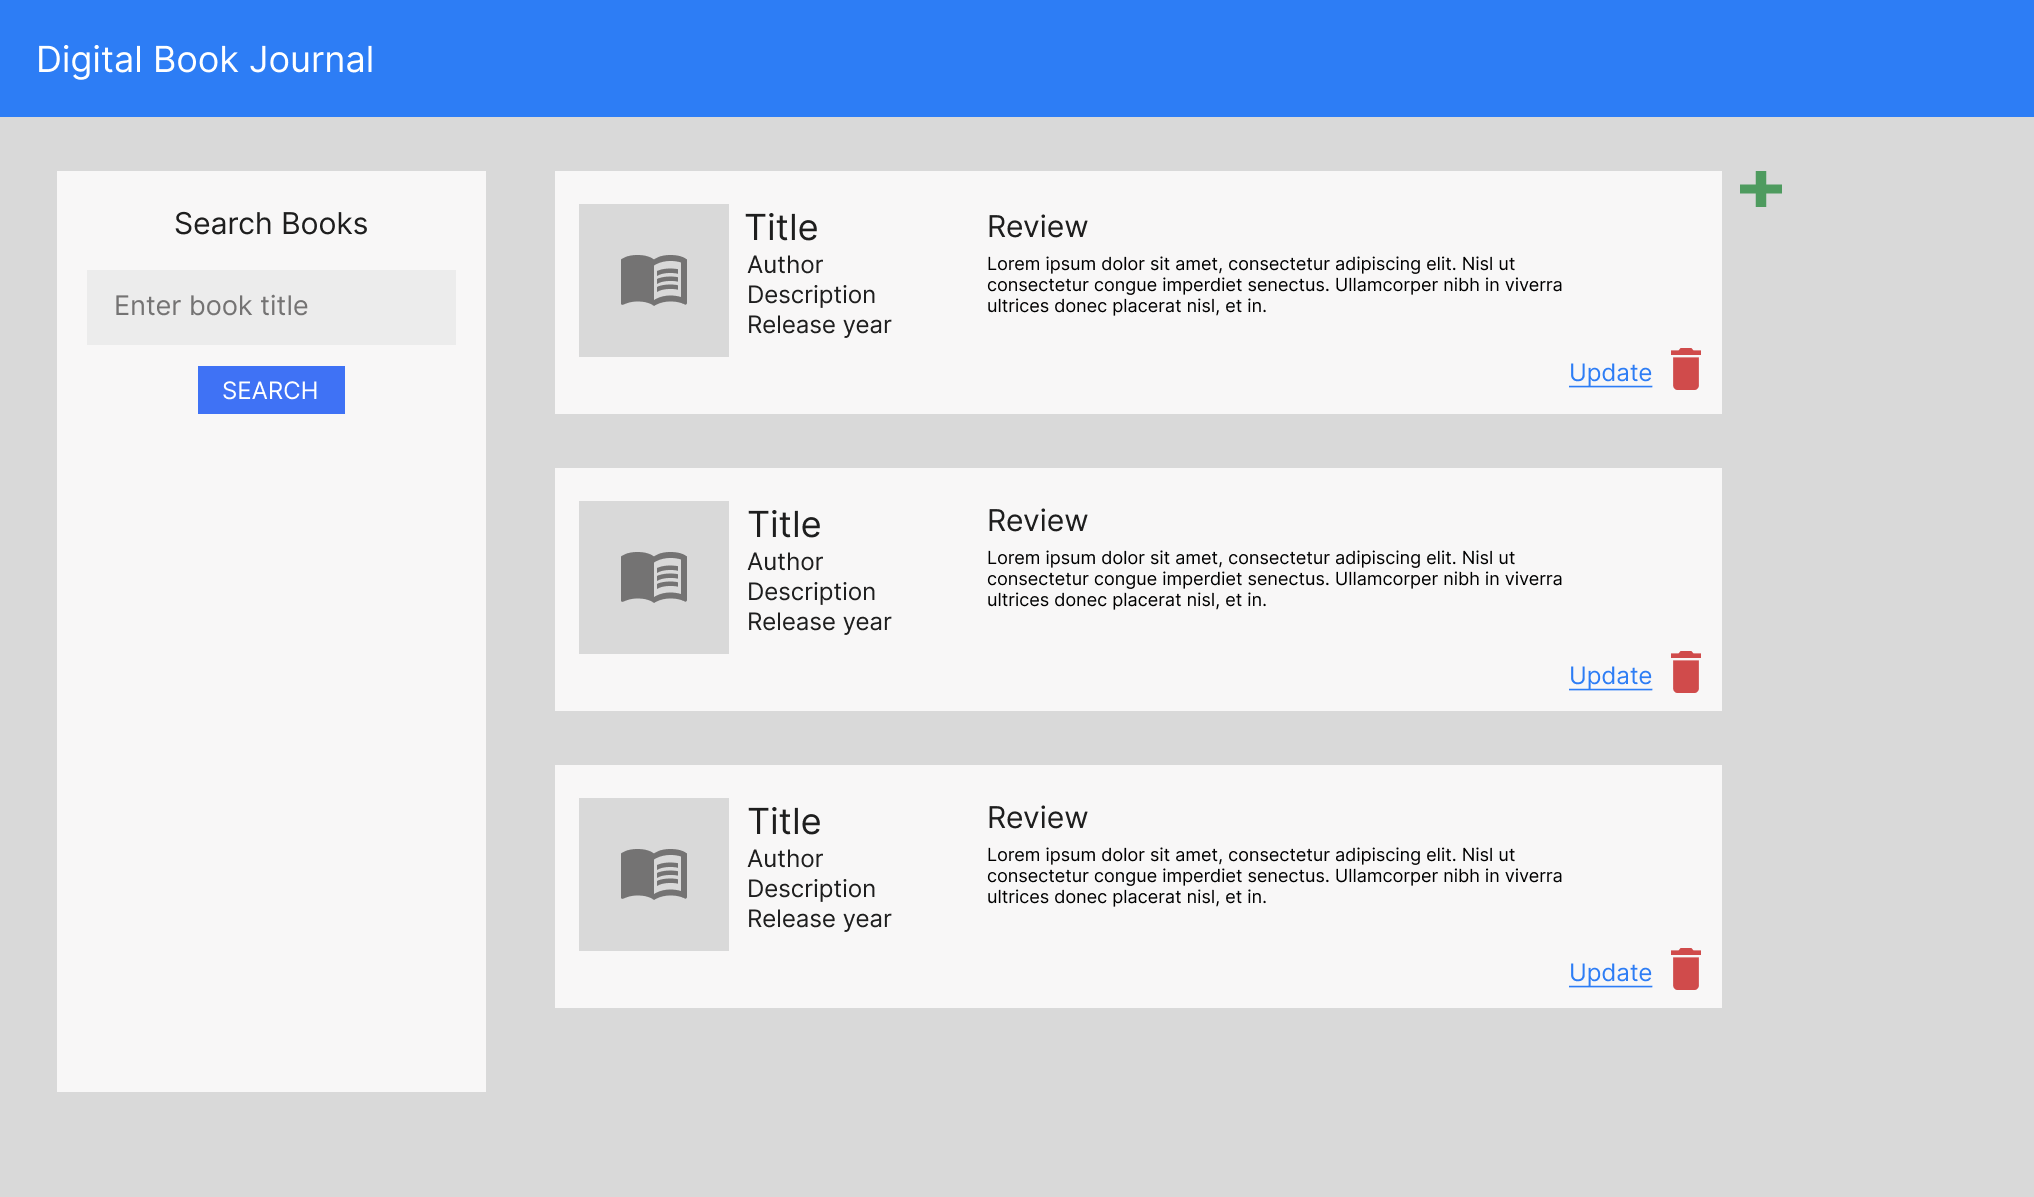 Digital Book Journal
Search Books
Enter book title
SEARCH
Title
Author
Description
Release year
Review
Lorem ipsum dolor sit amet, consectetur adipiscing elit. Nisl ut
consectetur congue imperdiet senectus. Ullamcorper nibh in viverra
ultrices donec placerat nisl, et in.
Update
Title
Author
Description
Release year
Review
Lorem ipsum dolor sit amet, consectetur adipiscing elit. Nisl ut
consectetur congue imperdiet senectus. Ullamcorper nibh in viverra
ultrices donec placerat nisl, et in.
Update
Title
Author
Description
Release year
Review
Lorem ipsum dolor sit amet, consectetur adipiscing elit. Nisl ut
consectetur congue imperdiet senectus. Ullamcorper nibh in viverra
ultrices donec placerat nisl, et in.
Update